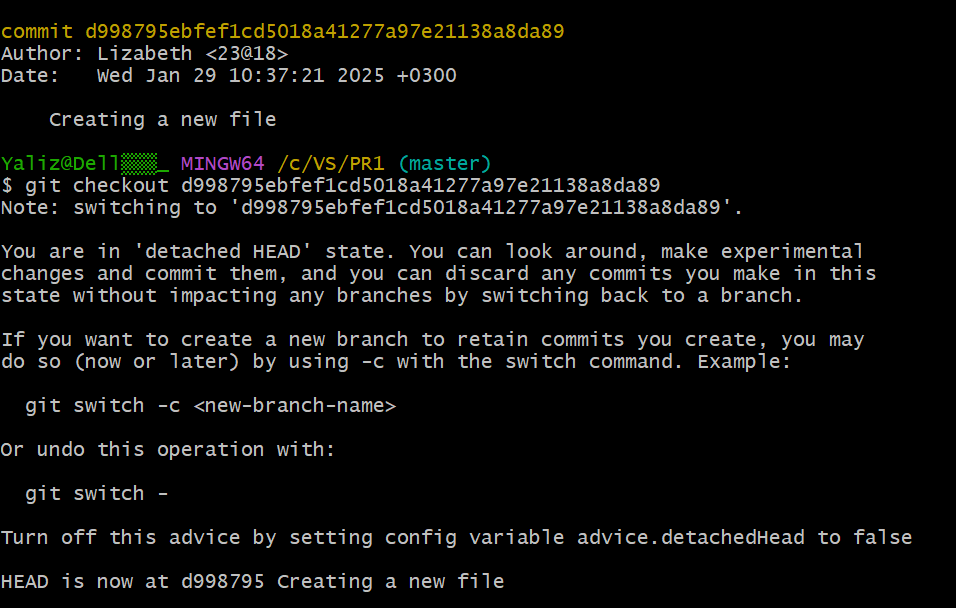 commit d998795ebfef1cd5018a41277a97e21138a8da89
Author: Lizabeth <23@18>
Date:   Wed Jan 29 10:37:21 2025 +0300
Creating a new file
Yaliz@Dell▒▒▒_ MINGW64 /c/VS/PR1 (master)
$ git checkout d998795ebfef1cd5018a41277a97e21138a8da89
Note: switching to 'd998795ebfef1cd5018a41277a97e21138a8da89'.
You are in 'detached HEAD' state. You can look around, make experimental
changes and commit them, and you can discard any commits you make in this
state without impacting any branches by switching back to a branch.
If you want to create a new branch to retain commits you create, you may
do so (now or later) by using -c with the switch command. Example:
git switch -c <new-branch-name>
Or undo this operation with:
git switch -
Turn off this advice by setting config variable advice.detachedHead to false
HEAD is now at d998795 Creating a new file